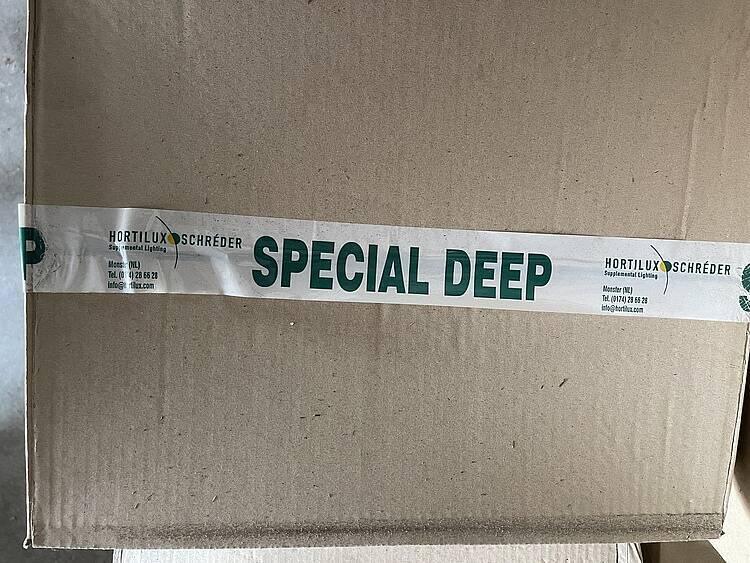 P
HORTILUX SCHRÉDER
Supplemental Lighting
Monster (NL)
Tel. (0174) 28 66 28
info@hortilux.com
SPECIAL DEEP
HORTILUX SCHRÉDER
Supplemental Lighting
Monster (NL)
Tel. (0174) 28 66 28
info@hortilux.com
S